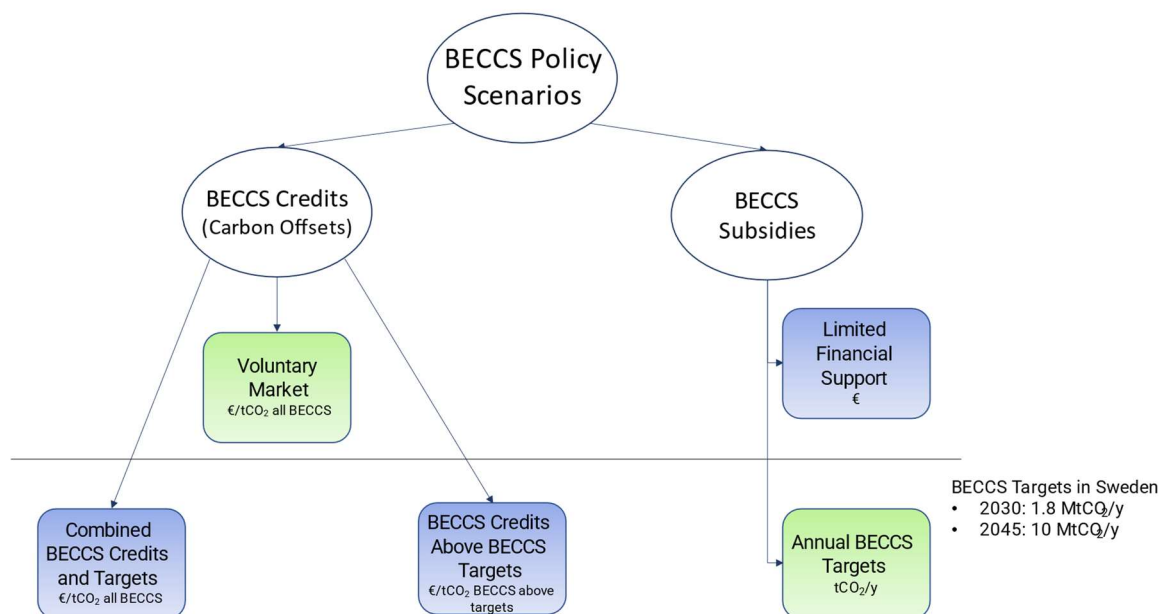 BECCS Policy
Scenarios
BECCS Credits
(Carbon Offsets)
BECCS
Subsidies
Voluntary
Market
€/tCO₂ all BECCS
Limited
Financial
Support
€
Combined
BECCS Credits
and Targets
€/tCO₂ all BECCS
BECCS Credits
Above BECCS
Targets
€/tCO₂ BECCS above
targets
Annual BECCS
Targets
tCO₂/y
BECCS Targets in Sweden
• 2030: 1.8 MtCO₂/y
• 2045: 10 MtCO₂/y